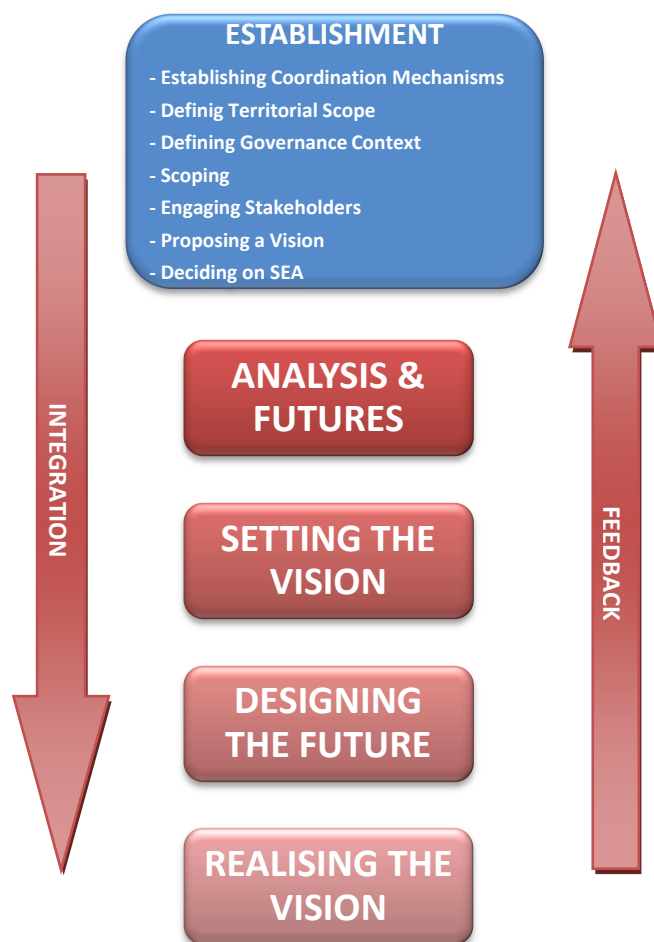 ESTABLISHMENT
- Establishing Coordination Mechanisms
- Definig Territorial Scope
- Defining Governance Context
- Scoping
- Engaging Stakeholders
- Proposing a Vision
- Deciding on SEA
INTEGRATION
ANALYSIS &
FUTURES
SETTING THE
VISION
DESIGNING
THE FUTURE
REALISING THE
VISION
FEEDBACK